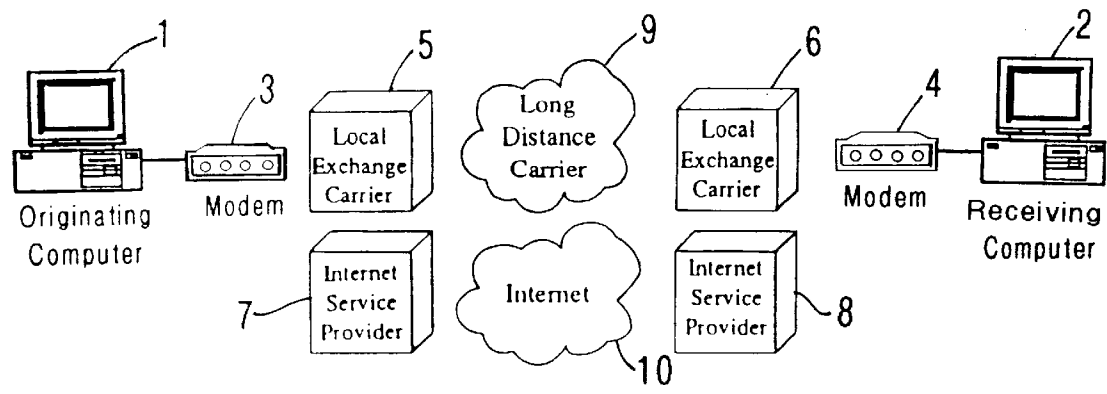 1
5
9
6
2
3
4
Originating
Computer
Modem
Local
Exchange
Carrier
Long
Distance
Carrier
Local
Exchange
Carrier
Modem
Receiving
Computer
7
Internet
Service
Provider
Internet
10
Internet
Service
Provider
8